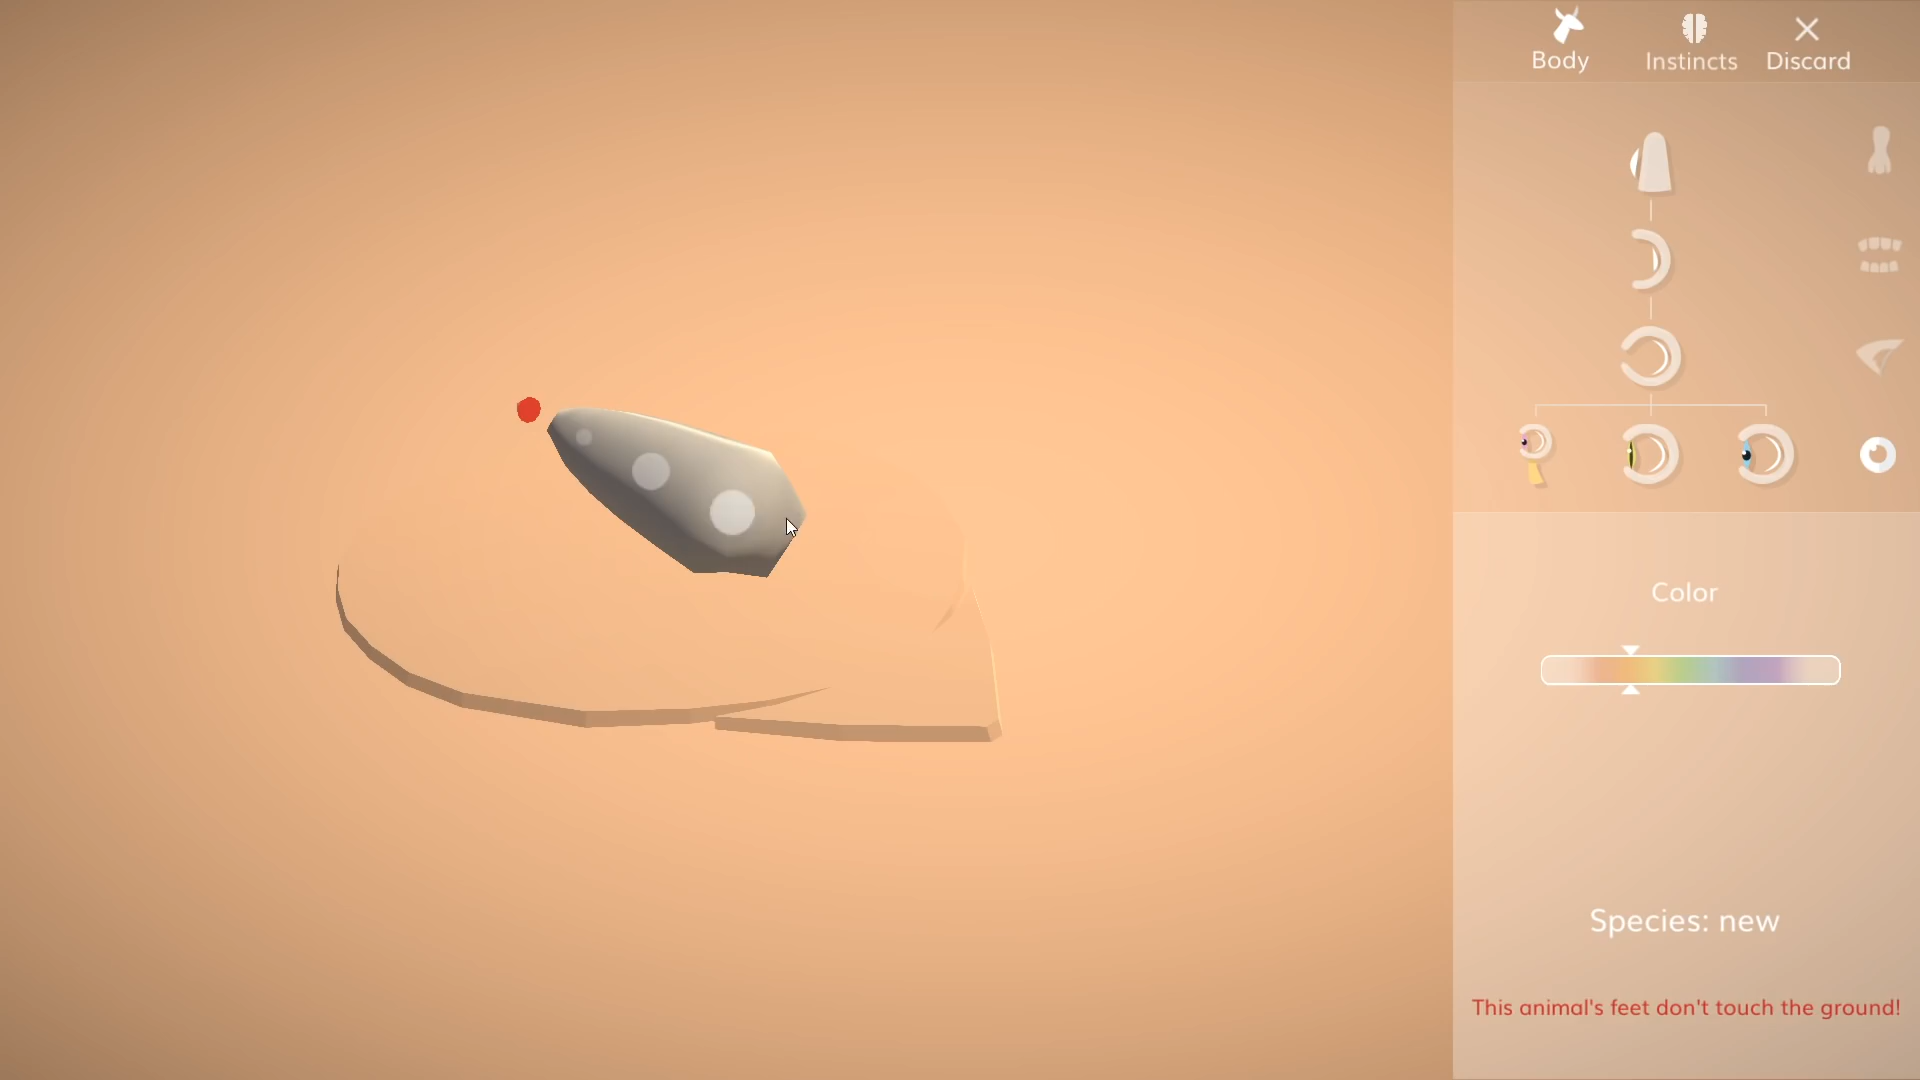 Body
Instincts
Discard
Color
Species: new
This animal's feet don't touch the ground!